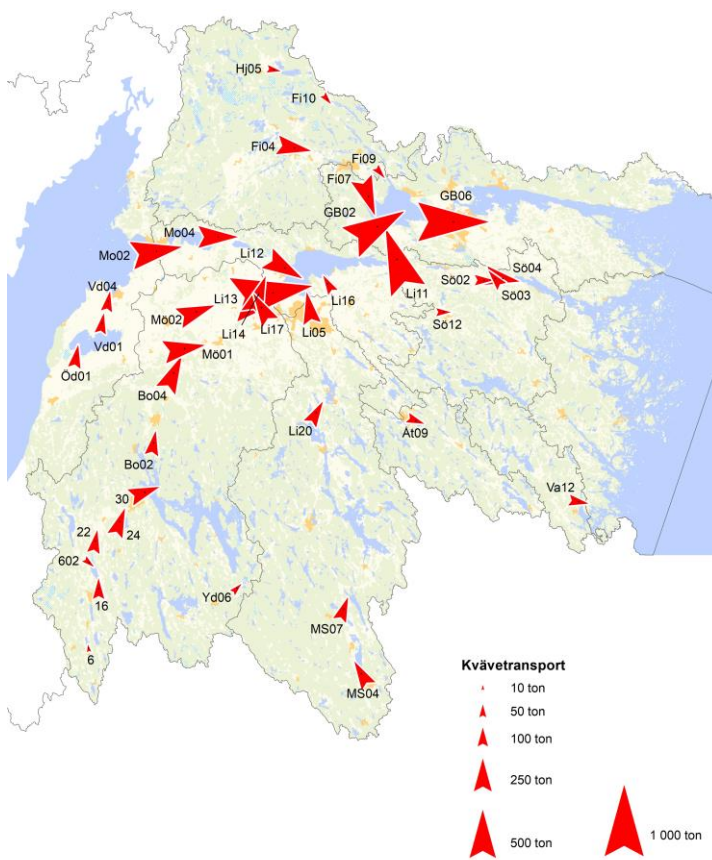 Hj05
Fi10
Fi04
Fi09
Fi07
GB06
GB02
Mo04
Mo02
Li12
Sö04
Sö02
Sö03
Vd04
Li13
Li16
Li11
Mö02
Li14
Li17
Li05
Sö12
Vd01
Mö01
Öd01
Bo04
Li20
Åt09
Bo02
Va12
30
22
24
602
16
Yd06
MS07
6
MS04
Kvävetransport
10 ton
50 ton
100 ton
250 ton
500 ton
1 000 ton